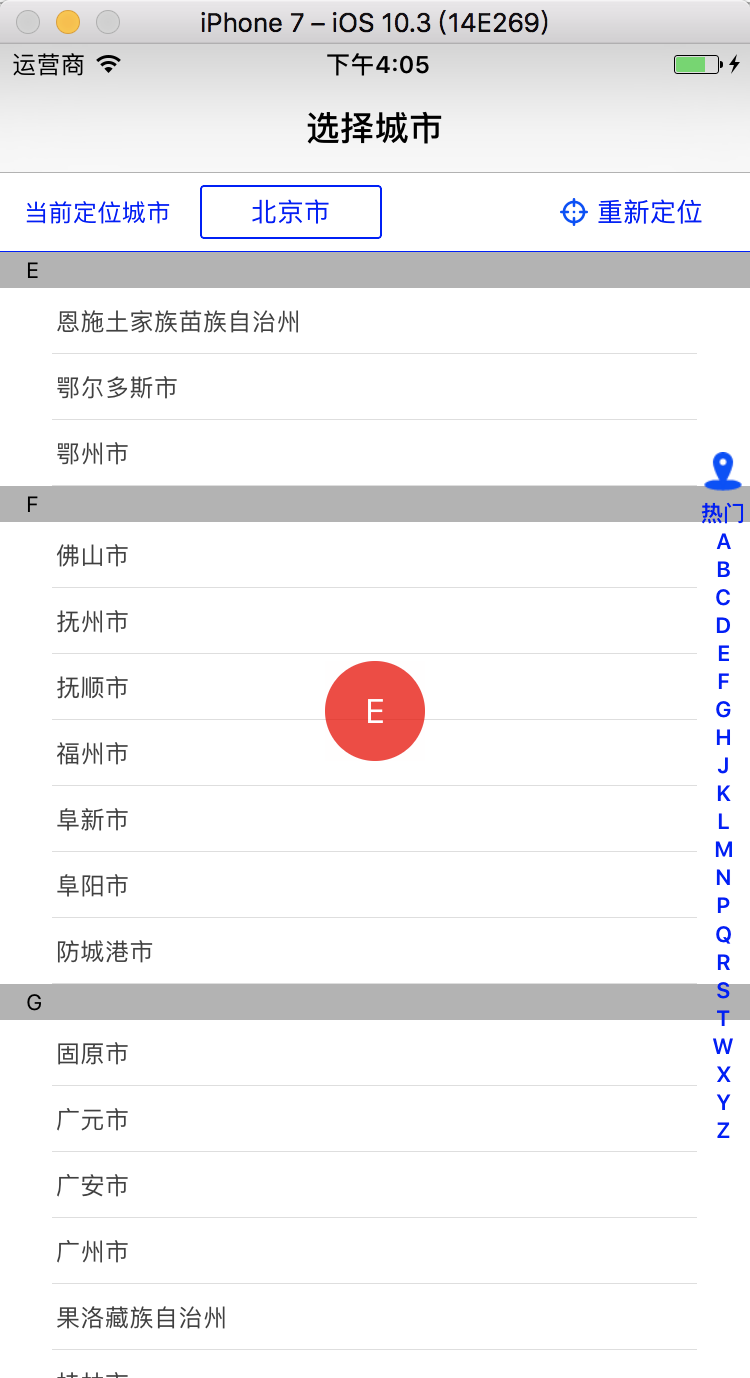 iPhone 7 – iOS 10.3 (14E269)
运营商 下午4:05
选择城市
当前定位城市 北京市 重新定位
E
恩施土家族苗族自治州
鄂尔多斯市
鄂州市
F
佛山市
抚州市
抚顺市
福州市
阜新市
阜阳市
防城港市
G
固原市
广元市
广安市
广州市
果洛藏族自治州
E
热门
A
B
C
D
E
F
G
H
J
K
L
M
N
P
Q
R
S
T
W
X
Y
Z